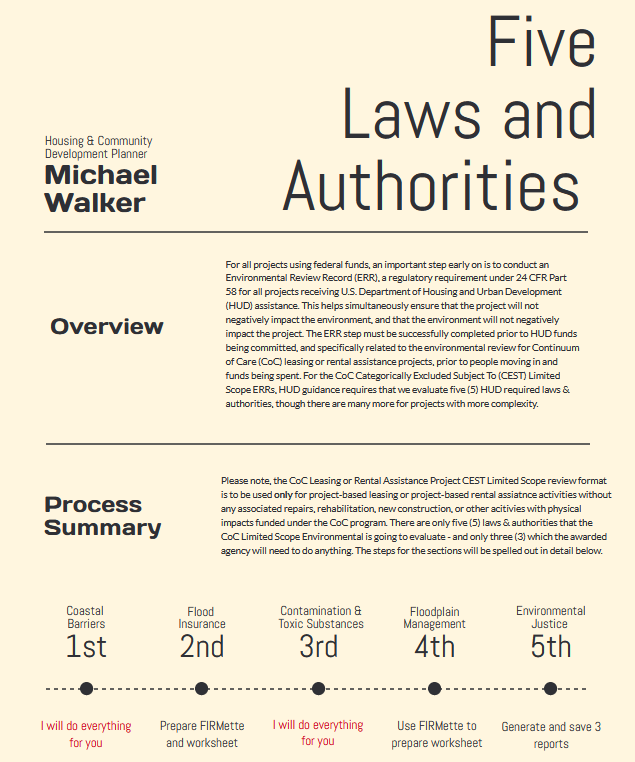 Five
Laws and
Authorities
Housing & Community
Development Planner
Michael
Walker
Overview
For all projects using federal funds, an important step early on is to conduct an
Environmental Review Record (ERR), a regulatory requirement under 24 CFR Part
58 for all projects receiving U.S. Department of Housing and Urban Development
(HUD) assistance. This helps simultaneously ensure that the project will not
negatively impact the environment, and that the environment will not negatively
impact the project. The ERR step must be successfully completed prior to HUD funds
being committed, and specifically related to the environmental review for Continuum
of Care (CoC) leasing or rental assistance projects, prior to people moving in and
funds being spent. For the CoC Categorically Excluded Subject To (CEST) Limited
Scope ERRs, HUD guidance requires that we evaluate five (5) HUD required laws &
authorities, though there are many more for projects with more complexity.
Process
Summary
Please note, the CoC Leasing or Rental Assistance Project CEST Limited Scope review format
is to be used only for project-based leasing or project-based rental assiatnce activities without
any associated repairs, rehabilitation, new construction, or other acitivies with physical
impacts funded under the CoC program. There are only five (5) laws & authorities that the
CoC Limited Scope Environmental is going to evaluate - and only three (3) which the awarded
agency will need to do anything. The steps for the sections will be spelled out in detail below.
Coastal
Barriers
1st
I will do everything
for you
Flood
Insurance
2nd
Prepare FIRMette
and worksheet
Contamination &
Toxic Substances
3rd
I will do everything
for you
Floodplain
Management
4th
Use FIRMette to
prepare worksheet
Environmental
Justice
5th
Generate and save 3
reports